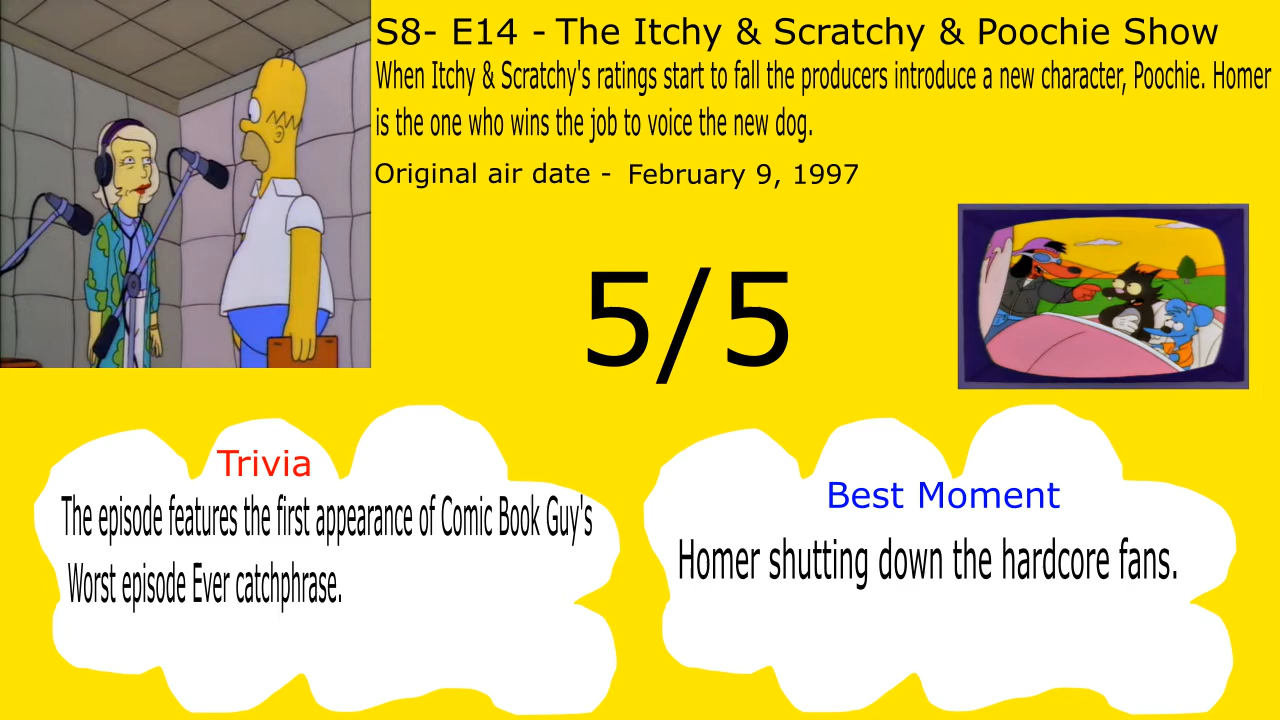 S8- E14 - The Itchy & Scratchy & Poochie Show
When Itchy & Scratchy's ratings start to fall the producers introduce a new character, Poochie. Homer
is the one who wins the job to voice the new dog.
Original air date - February 9, 1997
5/5
Trivia
The episode features the first appearance of Comic Book Guy's
Worst episode Ever catchphrase.
Best Moment
Homer shutting down the hardcore fans.